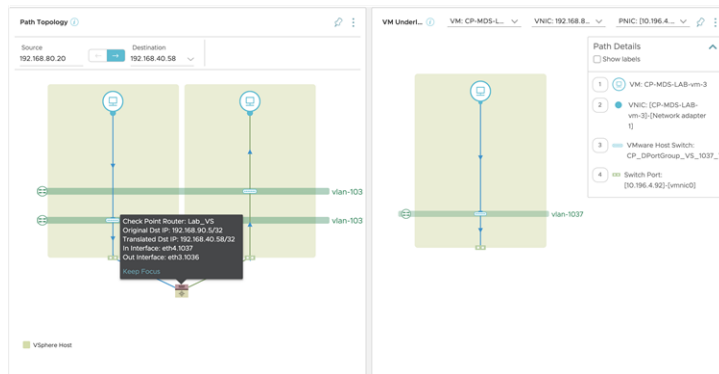 Path Topology
Source
192.168.80.20
Destination
192.168.40.58
vlan-103
vlan-103
Check Point Router: Lab_VS
Original Dst IP: 192.168.90.5/32
Translated Dst IP: 192.168.40.58/32
In Interface: eth4.1037
Out Interface: eth3.1036
Keep Focus
VSphere Host
VM Underl...
VM: CP-MDS-L...
VNIC: 192.168.8...
PNIC: [10.196.4....
vlan-1037
Path Details
Show labels
1 VM: CP-MDS-LAB-vm-3
2 VNIC: [CP-MDS-LAB-
vm-3]-[Network adapter
1]
3 VMware Host Switch:
CP_DPortGroup_VS_1037_
4 Switch Port:
[10.196.4.92]-[vmnic0]